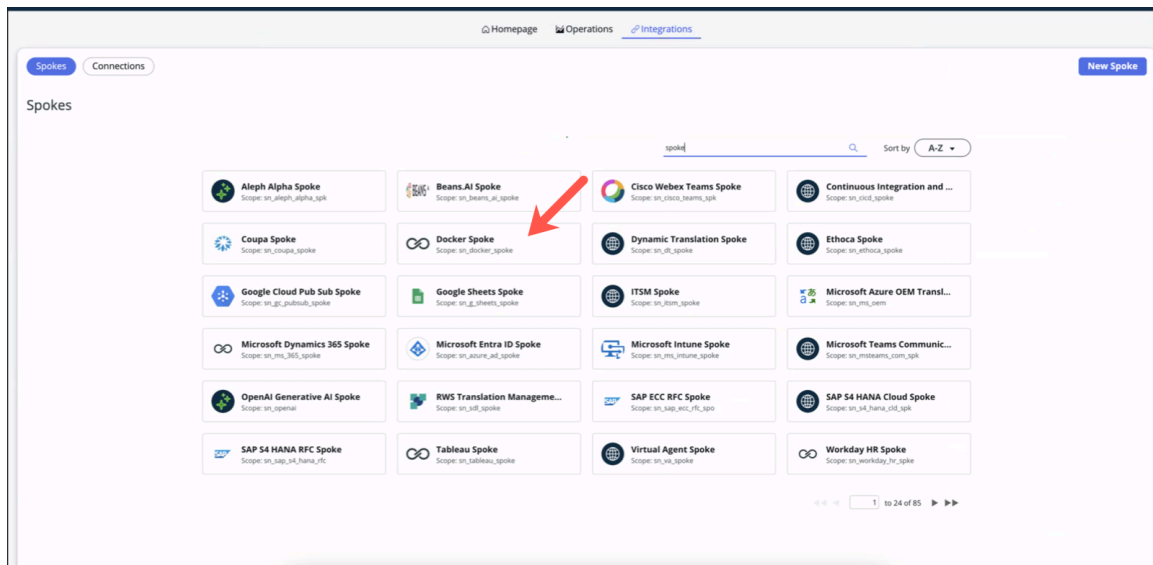 Homepage Operations Integrations
Spokes Connections New Spoke
Spokes
spoke Sort by A-Z
Aleph Alpha Spoke
Scope: sn_aleph_alpha_spk
BEANS
Beans.AI Spoke
Scope: sn_beans_ai_spoke
Cisco Webex Teams Spoke
Scope: sn_cisco_teams_spk
Continuous Integration and ...
Scope: sn_cicd_spoke
Coupa Spoke
Scope: sn_coupa_spoke
Docker Spoke
Scope: sn_docker_spoke
Dynamic Translation Spoke
Scope: sn_dt_spoke
Ethoca Spoke
Scope: sn_ethoca_spoke
Google Cloud Pub Sub Spoke
Scope: sn_gc_pubsub_spoke
Google Sheets Spoke
Scope: sn_g_sheets_spoke
ITSM Spoke
Scope: sn_itsm_spoke
Microsoft Azure OEM Transl...
Scope: sn_ms_oem
Microsoft Dynamics 365 Spoke
Scope: sn_ms_365_spoke
Microsoft Entra ID Spoke
Scope: sn_azure_ad_spoke
Microsoft Intune Spoke
Scope: sn_ms_intune_spoke
Microsoft Teams Communic...
Scope: sn_msteams_com_spk
OpenAI Generative AI Spoke
Scope: sn_openai
RWS Translation Manageme...
Scope: sn_sdl_spoke
SAP
SAP ECC RFC Spoke
Scope: sn_sap_ecc_rfc_spo
SAP S4 HANA Cloud Spoke
Scope: sn_s4_hana_cld_spk
SAP
SAP S4 HANA RFC Spoke
Scope: sn_sap_s4_hana_rfc
Tableau Spoke
Scope: sn_tableau_spoke
Virtual Agent Spoke
Scope: sn_va_spoke
Workday HR Spoke
Scope: sn_workday_hr_spke
1 to 24 of 85